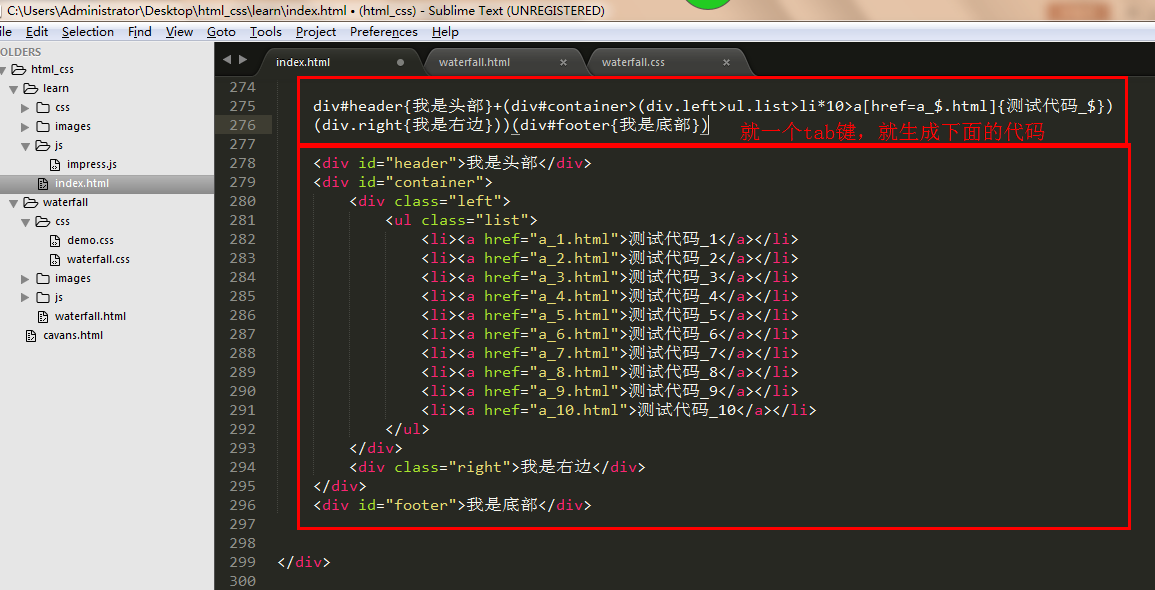 C:\Users\Administrator\Desktop\html_css\learn\index.html • (html_css) - Sublime Text (UNREGISTERED)
ile Edit Selection Find View Goto Tools Project Preferences Help
OLDERS
html_css
learn
css
images
js
impress.js
index.html
waterfall
css
demo.css
waterfall.css
images
js
waterfall.html
cavans.html
index.html
waterfall.html
waterfall.css
274
275 div#header{我是头部}+(div#container>(div.left>ul.list>li*10>a[href=a_$.html]{测试代码_$})
276 (div.right{我是右边}))(div#footer{我是底部})
就一个tab键，就生成下面的代码
277
278 <div id="header">我是头部</div>
279 <div id="container">
280 <div class="left">
281 <ul class="list">
282 <li><a href="a_1.html">测试代码_1</a></li>
283 <li><a href="a_2.html">测试代码_2</a></li>
284 <li><a href="a_3.html">测试代码_3</a></li>
285 <li><a href="a_4.html">测试代码_4</a></li>
286 <li><a href="a_5.html">测试代码_5</a></li>
287 <li><a href="a_6.html">测试代码_6</a></li>
288 <li><a href="a_7.html">测试代码_7</a></li>
289 <li><a href="a_8.html">测试代码_8</a></li>
290 <li><a href="a_9.html">测试代码_9</a></li>
291 <li><a href="a_10.html">测试代码_10</a></li>
292 </ul>
293 </div>
294 <div class="right">我是右边</div>
295 </div>
296 <div id="footer">我是底部</div>
297
298
299 </div>
300